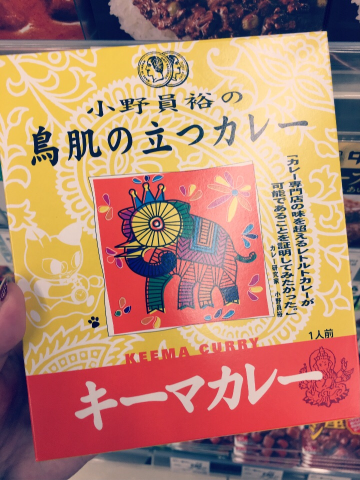 小野員裕の
鳥肌の立つカレー
「カレー専門店の味を超えるレトルトカレーが
可能であることを証明してみたかった。」
カレー研究家 小野員裕
1人前
KEEMA CURRY
キーマカレー